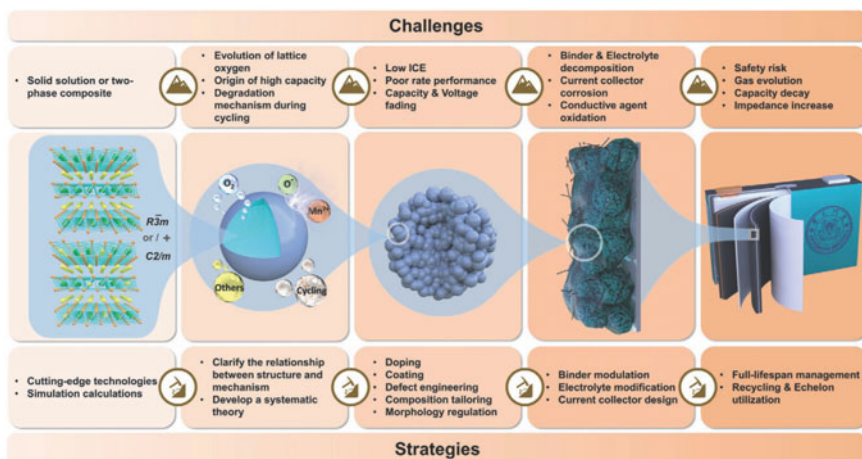 Challenges
• Solid solution or two-
phase composite
• Evolution of lattice
oxygen
• Origin of high capacity
• Degradation
mechanism during
cycling
• Low ICE
• Poor rate performance
• Capacity & Voltage
fading
• Binder & Electrolyte
decomposition
• Current collector
corrosion
• Conductive agent
oxidation
• Safety risk
• Gas evolution
• Capacity decay
• Impedance increase
R3̅m
or / +
C2/m
O₂
O⁻
Others
Cycling
• Cutting-edge technologies
• Simulation calculations
• Clarify the relationship
between structure and
mechanism
• Develop a systematic
theory
• Doping
• Coating
• Defect engineering
• Composition tailoring
• Morphology regulation
• Binder modulation
• Electrolyte modification
• Current collector design
• Full-lifespan management
• Recycling & Echelon
utilization
Strategies